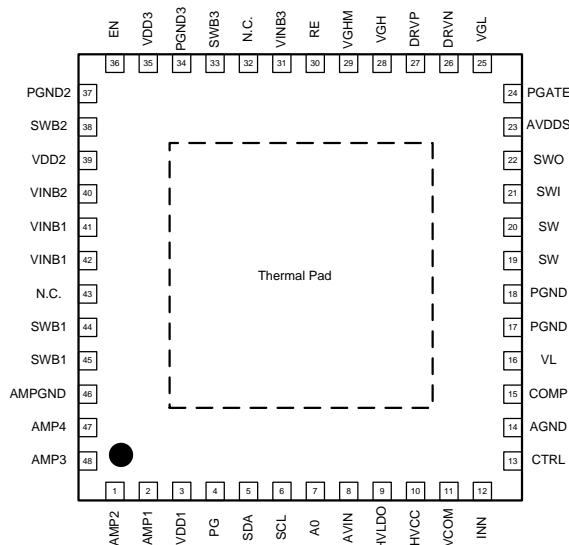 EN
VDD3
PGND3
SWB3
N.C.
VINB3
RE
VGHM
VGH
DRVP
DRVN
VGL
36
35
34
33
32
31
30
29
28
27
26
25
PGND2 37
SWB2 38
VDD2 39
VINB2 40
VINB1 41
VINB1 42
N.C. 43
SWB1 44
SWB1 45
AMPGND 46
AMP4 47
AMP3 48
Thermal Pad
24 PGATE
23 AVDDS
22 SWO
21 SWI
20 SW
19 SW
18 PGND
17 PGND
16 VL
15 COMP
14 AGND
13 CTRL
1
2
3
4
5
6
7
8
9
10
11
12
AMP2
AMP1
VDD1
PG
SDA
SCL
A0
AVIN
HVLDO
HVCC
VCOM
INN